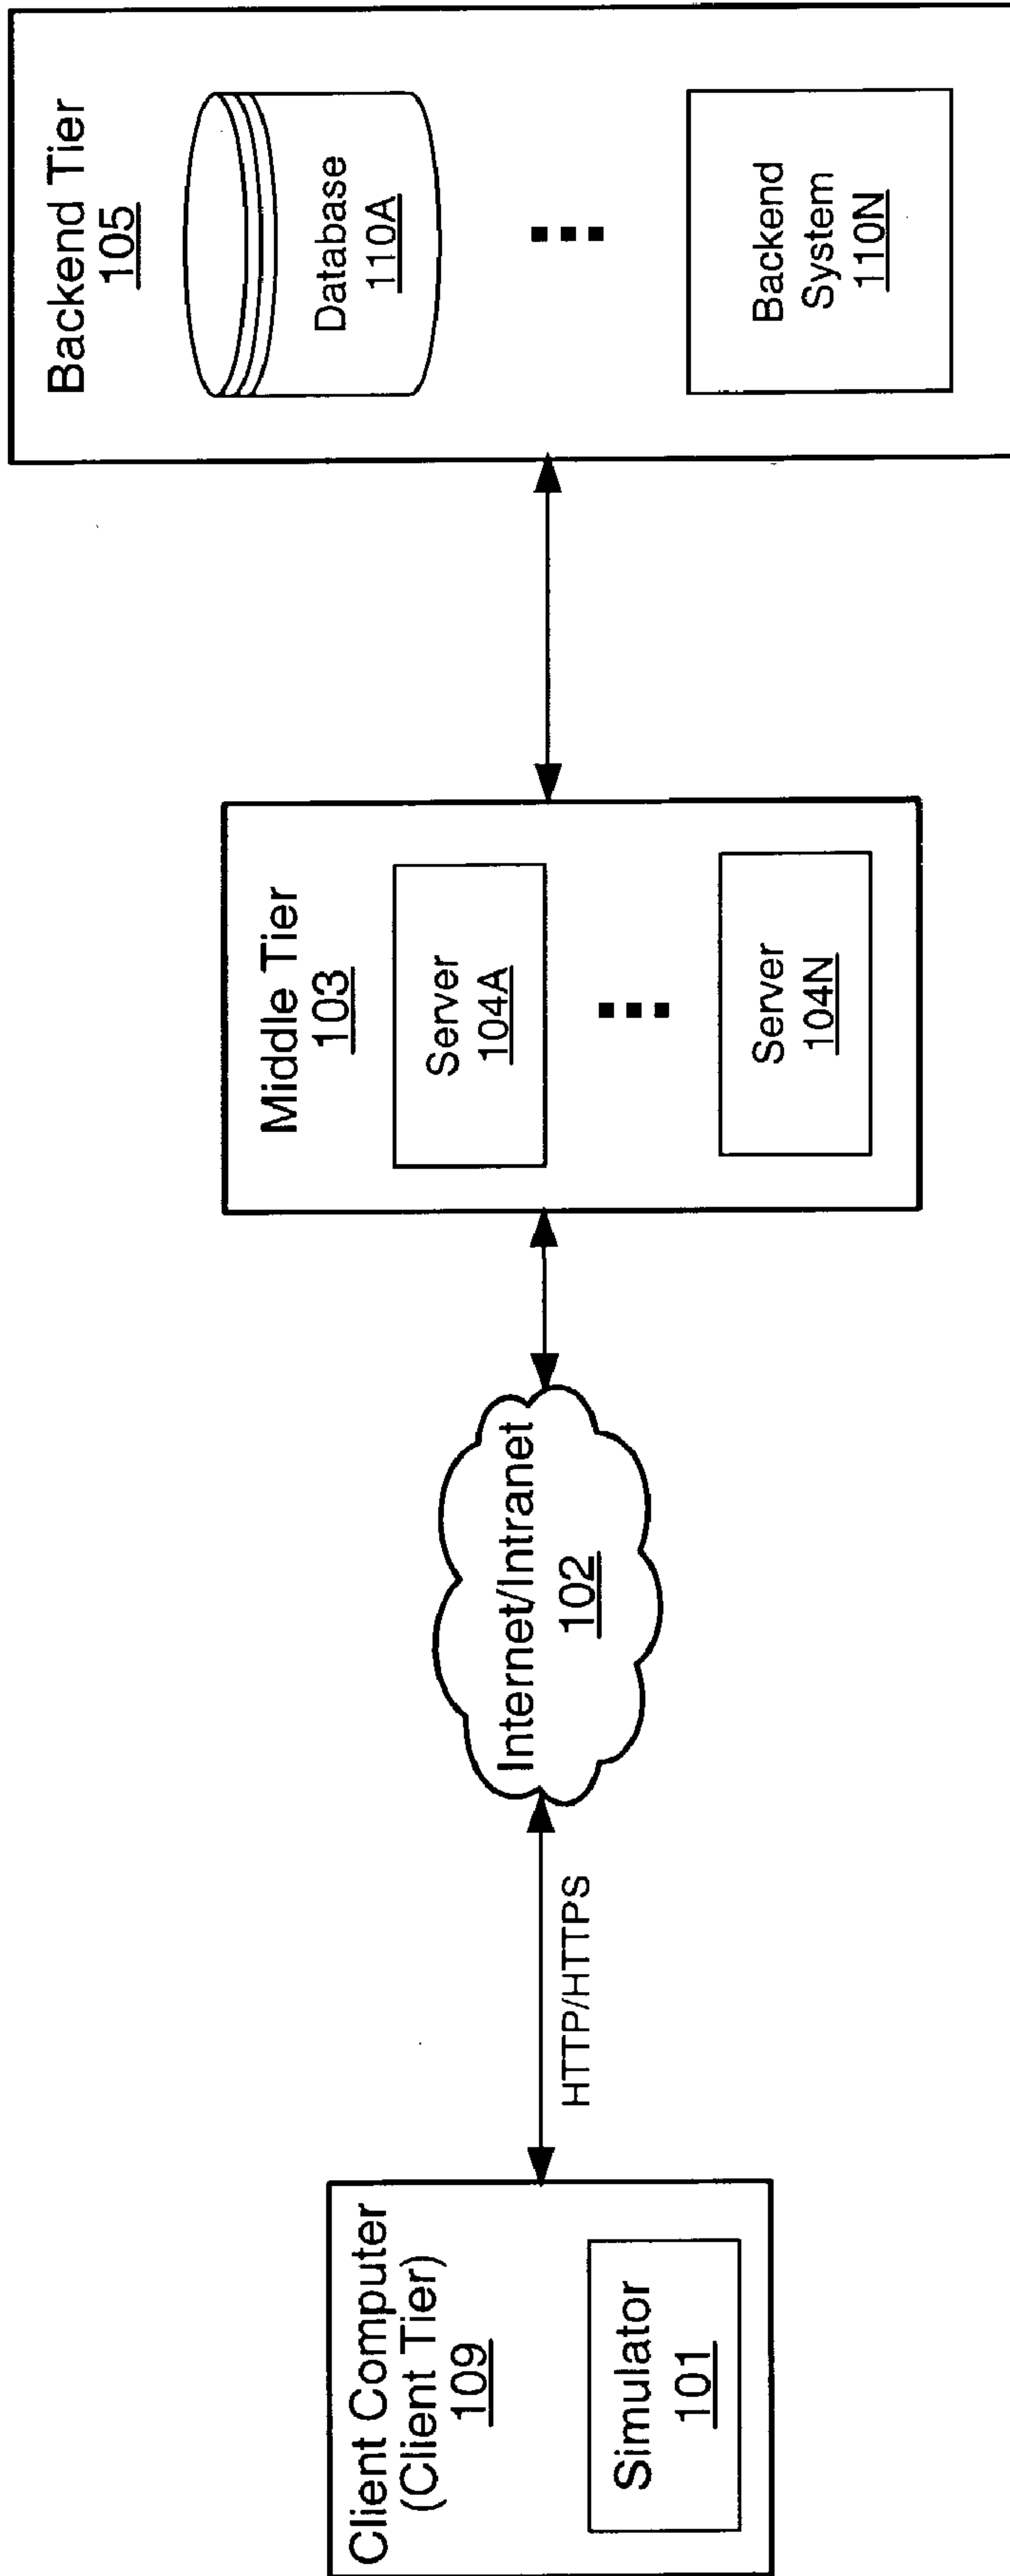 Client Computer
(Client Tier)
109
Simulator
101
HTTP/HTTPS
Internet/Intranet
102
Middle Tier
103
Server
104A
Server
104N
Backend Tier
105
Database
110A
Backend
System
110N